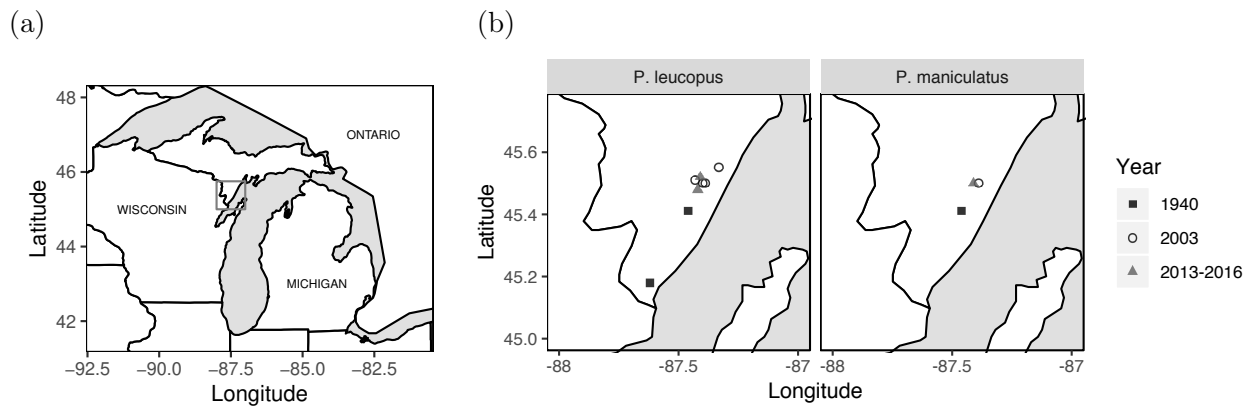 (a)
48
46
44
42
Latitude
ONTARIO
WISCONSIN
MICHIGAN
−92.5 −90.0 −87.5 −85.0 −82.5
Longitude
(b)
P. leucopus P. maniculatus
45.6
45.4
45.2
45.0
Latitude
-88 -87.5 -87 -88 -87.5 -87
Longitude
Year
1940
2003
2013-2016